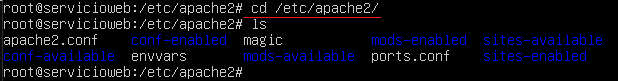 root@servicioweb:/etc/apache2# cd /etc/apache2/
root@servicioweb:/etc/apache2# ls
apache2.conf conf-enabled magic mods-enabled sites-available
conf-available envvars mods-available ports.conf sites-enabled
root@servicioweb:/etc/apache2#